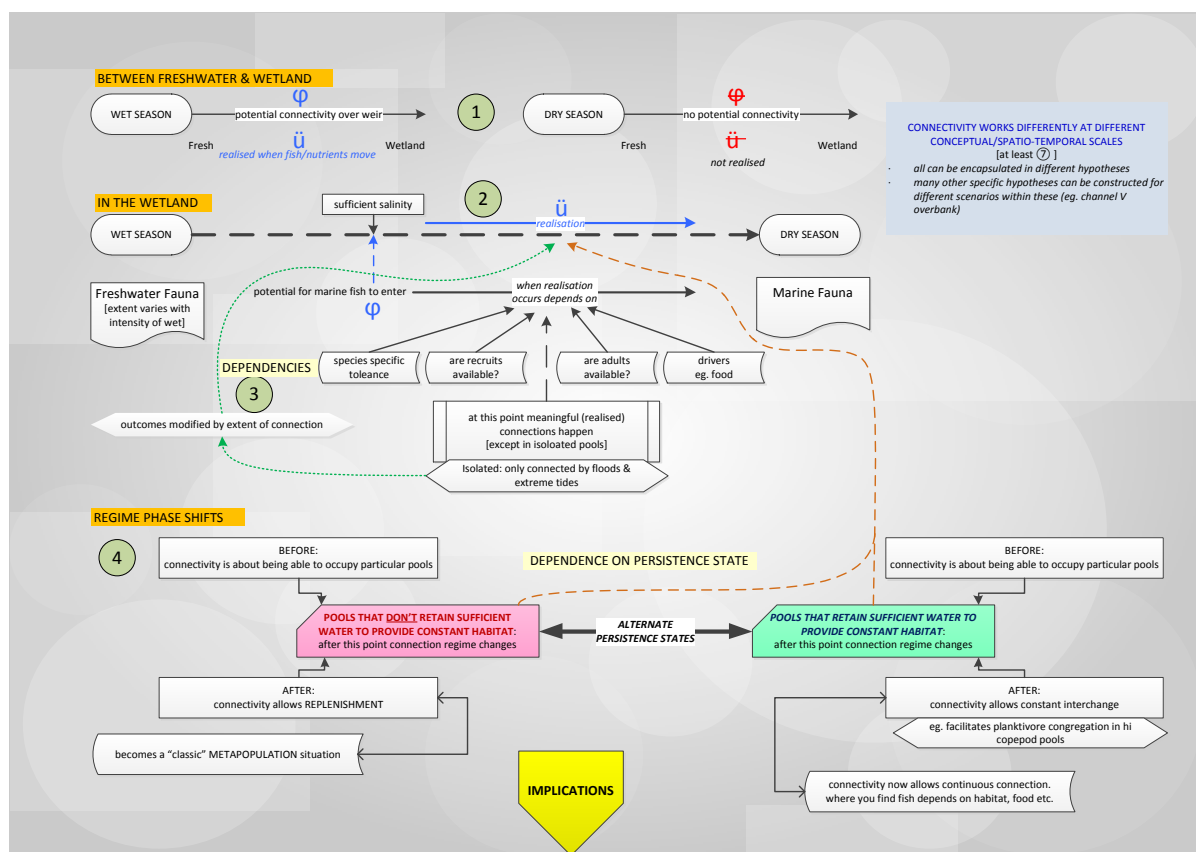 BETWEEN FRESHWATER & WETLAND
WET SEASON
φ
potential connectivity over weir
ü
realised when fish/nutrients move
Fresh
Wetland
1
DRY SEASON
φ
no potential connectivity
ü
not realised
Fresh
Wetland
CONNECTIVITY WORKS DIFFERENTLY AT DIFFERENT
CONCEPTUAL/SPATIO-TEMPORAL SCALES
[at least 7 ]
· all can be encapsulated in different hypotheses
· many other specific hypotheses can be constructed for
different scenarios within these (eg. channel V
overbank)
IN THE WETLAND
sufficient salinity
2
ü
realisation
WET SEASON
DRY SEASON
Freshwater Fauna
[extent varies with
intensity of wet]
potential for marine fish to enter
φ
when realisation
occurs depends on
Marine Fauna
DEPENDENCIES
species specific
toleance
are recruits
available?
are adults
available?
drivers
eg. food
3
outcomes modified by extent of connection
at this point meaningful (realised)
connections happen
[except in isoloated pools]
Isolated: only connected by floods &
extreme tides
REGIME PHASE SHIFTS
4
BEFORE:
connectivity is about being able to occupy particular pools
DEPENDENCE ON PERSISTENCE STATE
BEFORE:
connectivity is about being able to occupy particular pools
POOLS THAT DON'T RETAIN SUFFICIENT
WATER TO PROVIDE CONSTANT HABITAT:
after this point connection regime changes
ALTERNATE
PERSISTENCE STATES
POOLS THAT RETAIN SUFFICIENT WATER TO
PROVIDE CONSTANT HABITAT:
after this point connection regime changes
AFTER:
connectivity allows REPLENISHMENT
AFTER:
connectivity allows constant interchange
eg. facilitates planktivore congregation in hi
copepod pools
becomes a "classic" METAPOPULATION situation
IMPLICATIONS
connectivity now allows continuous connection.
where you find fish depends on habitat, food etc.